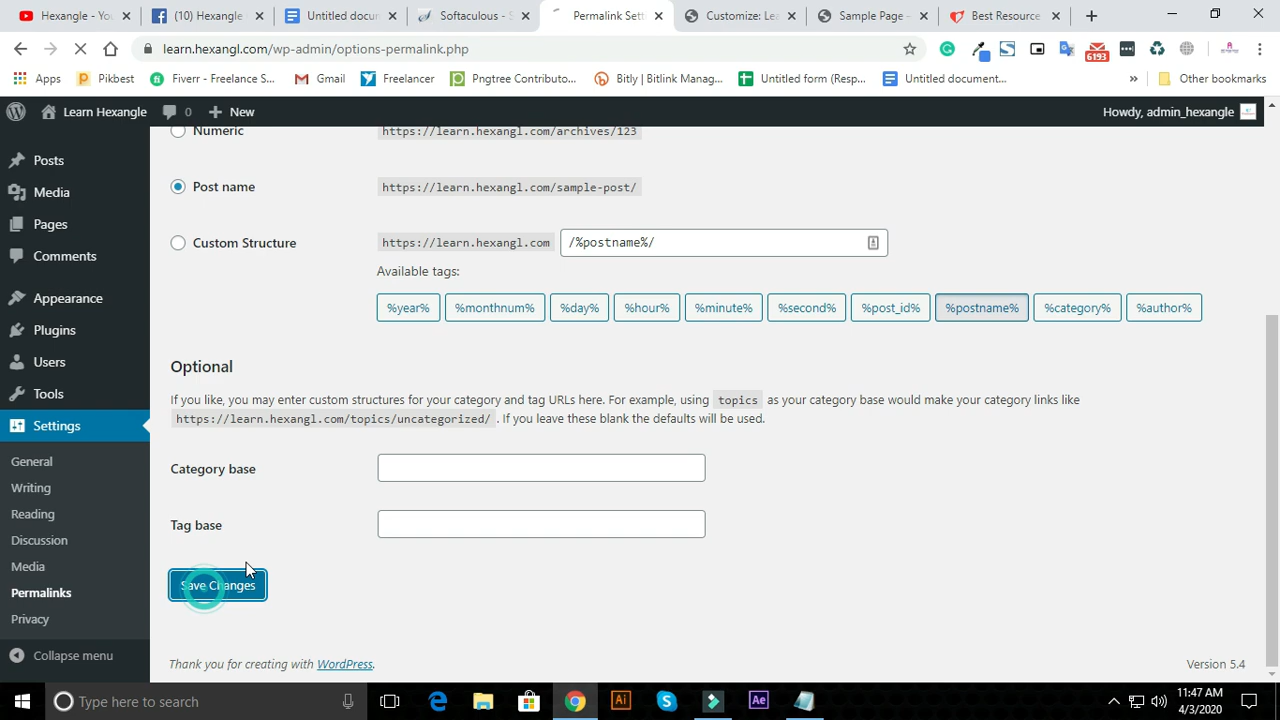 Hexangle - You
(10) Hexangle
Untitled docu
Softaculous - S
Permalink Sett
Customize: Lea
Sample Page –
Best Resource
learn.hexangl.com/wp-admin/options-permalink.php
6193
Apps
Pikbest
Fiverr - Freelance S...
Gmail
Freelancer
Pngtree Contributo...
Bitly | Bitlink Manag...
Untitled form (Resp...
Untitled document...
»
Other bookmarks
Learn Hexangle
0
New
Howdy, admin_hexangle
Posts
Media
Pages
Comments
Appearance
Plugins
Users
Tools
Settings
General
Writing
Reading
Discussion
Media
Permalinks
Privacy
Collapse menu
Numeric
https://learn.hexangl.com/archives/123
Post name
https://learn.hexangl.com/sample-post/
Custom Structure
https://learn.hexangl.com
/%postname%/
Available tags:
%year%
%monthnum%
%day%
%hour%
%minute%
%second%
%post_id%
%postname%
%category%
%author%
Optional
If you like, you may enter custom structures for your category and tag URLs here. For example, using topics as your category base would make your category links like
https://learn.hexangl.com/topics/uncategorized/ . If you leave these blank the defaults will be used.
Category base
Tag base
Save Changes
Thank you for creating with WordPress.
Version 5.4
Type here to search
Ai
Ae
11:47 AM
4/3/2020